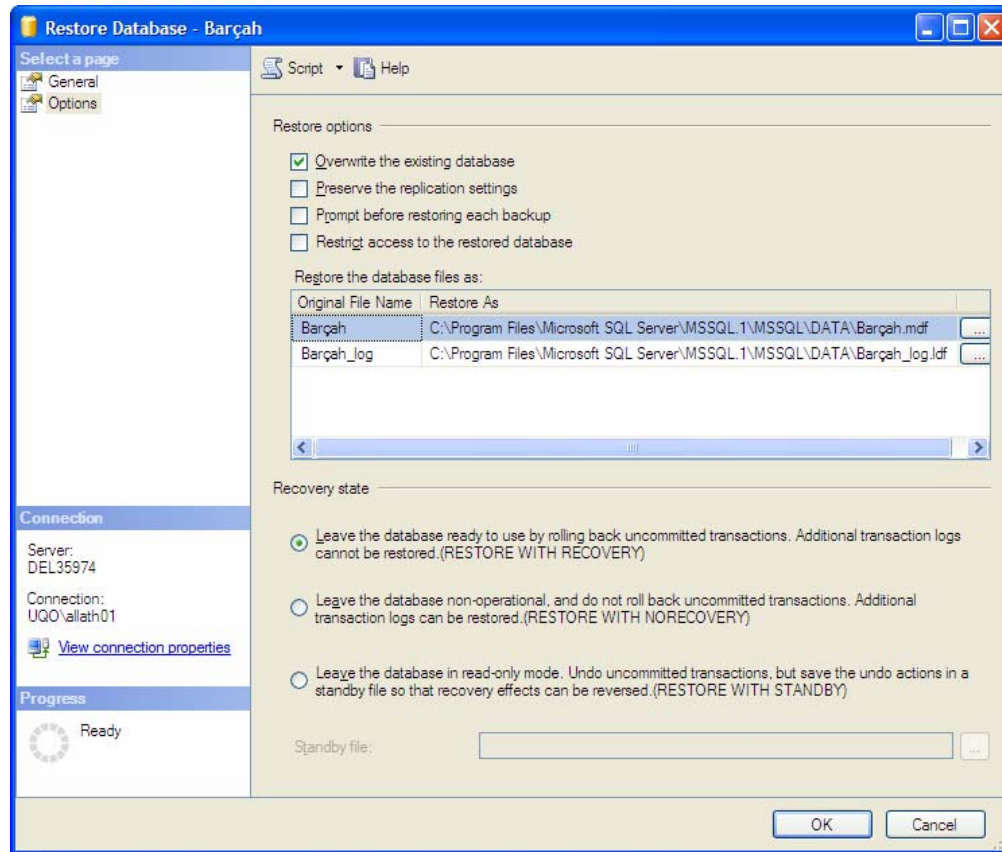 Restore Database - Barçah
Select a page
General
Options
Script
Help
Restore options
Overwrite the existing database
Preserve the replication settings
Prompt before restoring each backup
Restrict access to the restored database
Restore the database files as:
Original File Name Restore As
Barçah C:\Program Files\Microsoft SQL Server\MSSQL.1\MSSQL\DATA\Barçah.mdf ...
Barçah_log C:\Program Files\Microsoft SQL Server\MSSQL.1\MSSQL\DATA\Barçah_log.ldf ...
Recovery state
Leave the database ready to use by rolling back uncommitted transactions. Additional transaction logs
cannot be restored.(RESTORE WITH RECOVERY)
Leave the database non-operational, and do not roll back uncommitted transactions. Additional
transaction logs can be restored.(RESTORE WITH NORECOVERY)
Leave the database in read-only mode. Undo uncommitted transactions, but save the undo actions in a
standby file so that recovery effects can be reversed.(RESTORE WITH STANDBY)
Standby file:
...
Connection
Server:
DEL35974
Connection:
UQO\allath01
View connection properties
Progress
Ready
OK
Cancel